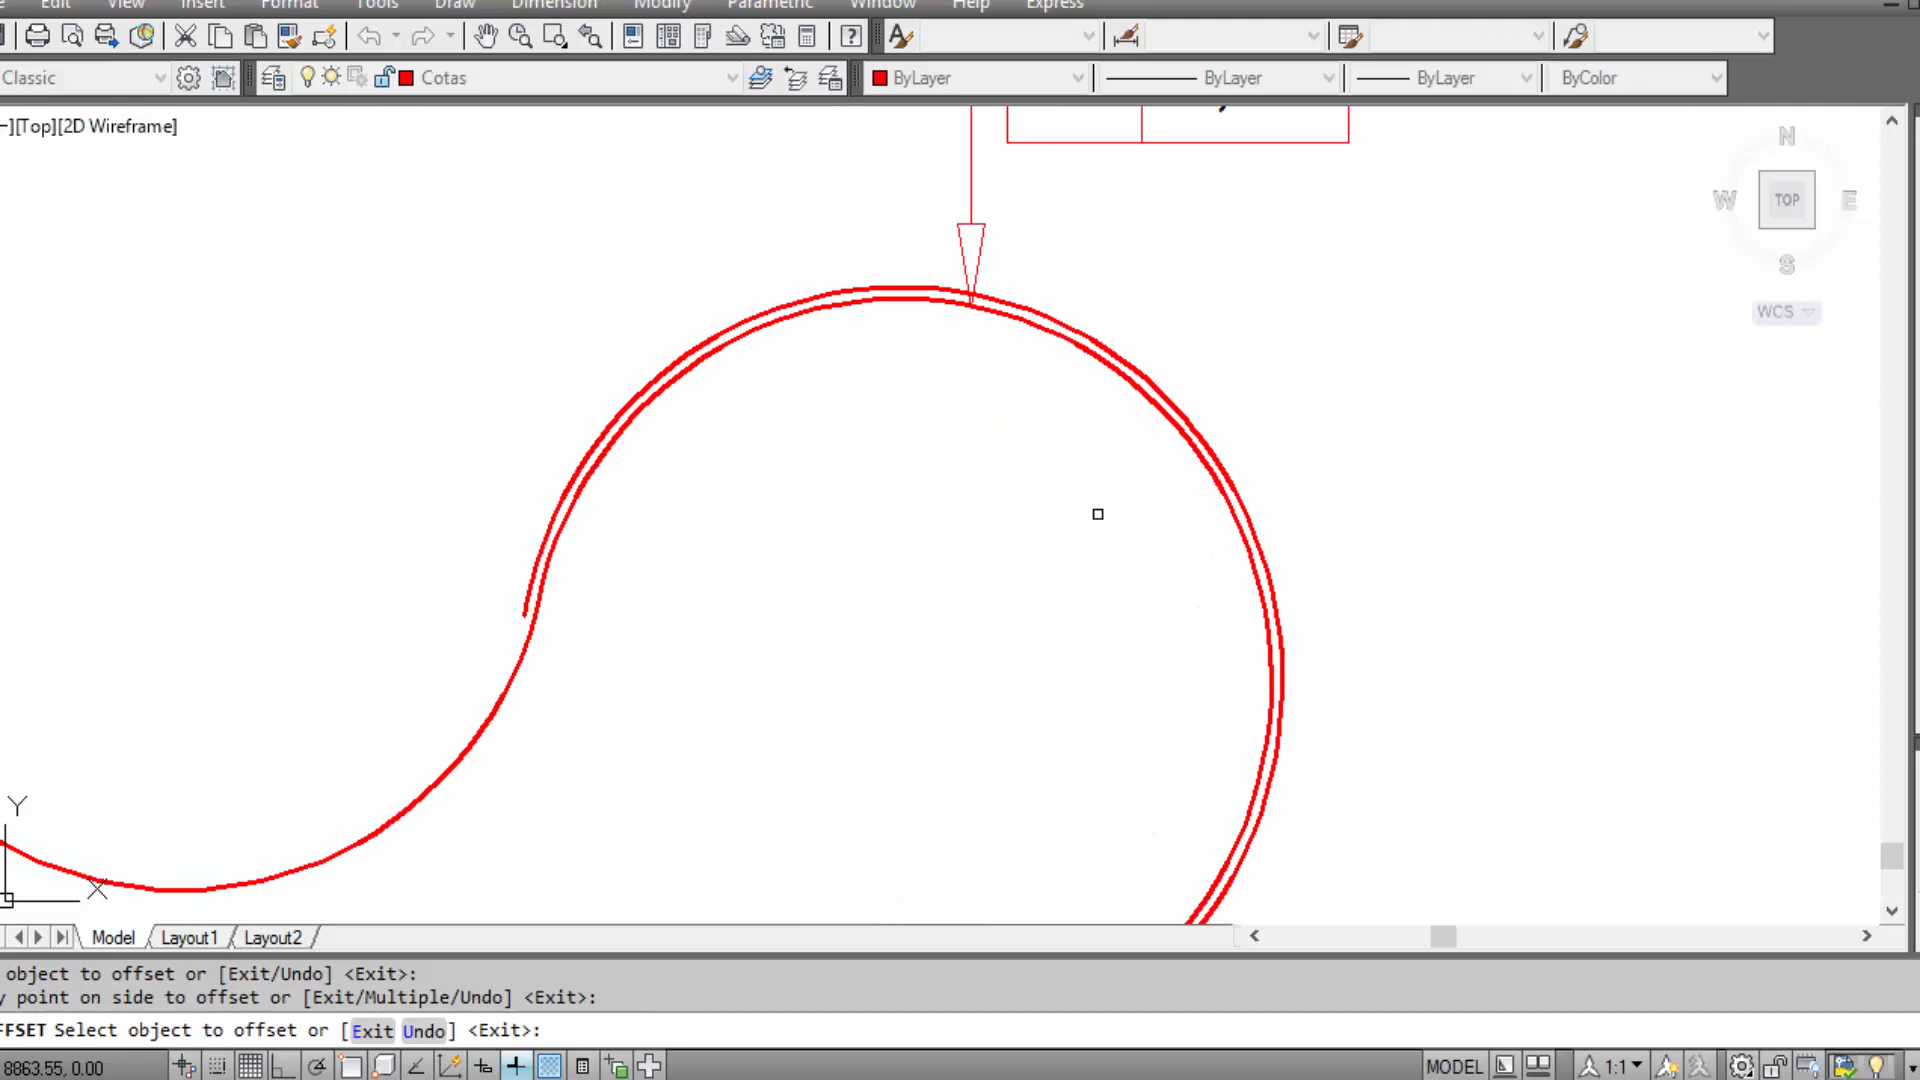 Edit View Insert Format Tools Draw Dimension Modify Parametric Window Help Express
Classic Cotas ByLayer ByLayer ByLayer ByColor
][Top][2D Wireframe]
N
W TOP E
S
WCS
Y
X
Model Layout1 Layout2
object to offset or [Exit/Undo] <Exit>:
point on side to offset or [Exit/Multiple/Undo] <Exit>:
FFSET Select object to offset or [Exit Undo] <Exit>:
8863.55, 0.00 MODEL 1:1